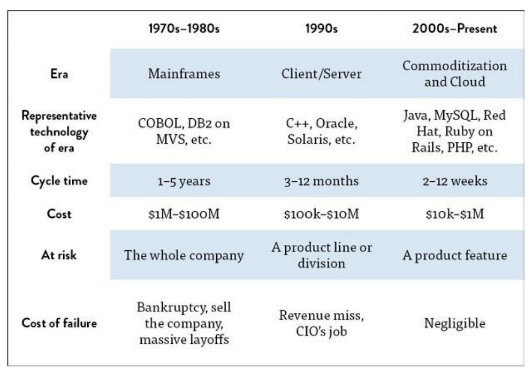 1970s–1980s 1990s 2000s–Present
Era Mainframes Client/Server Commoditization
and Cloud
Representative
technology
of era
COBOL, DB2 on
MVS, etc.
C++, Oracle,
Solaris, etc.
Java, MySQL, Red
Hat, Ruby on
Rails, PHP, etc.
Cycle time 1–5 years 3–12 months 2–12 weeks
Cost $1M–$100M $100k–$10M $10k–$1M
At risk The whole company A product line or
division A product feature
Cost of failure
Bankruptcy, sell
the company,
massive layoffs
Revenue miss,
CIO's job
Negligible